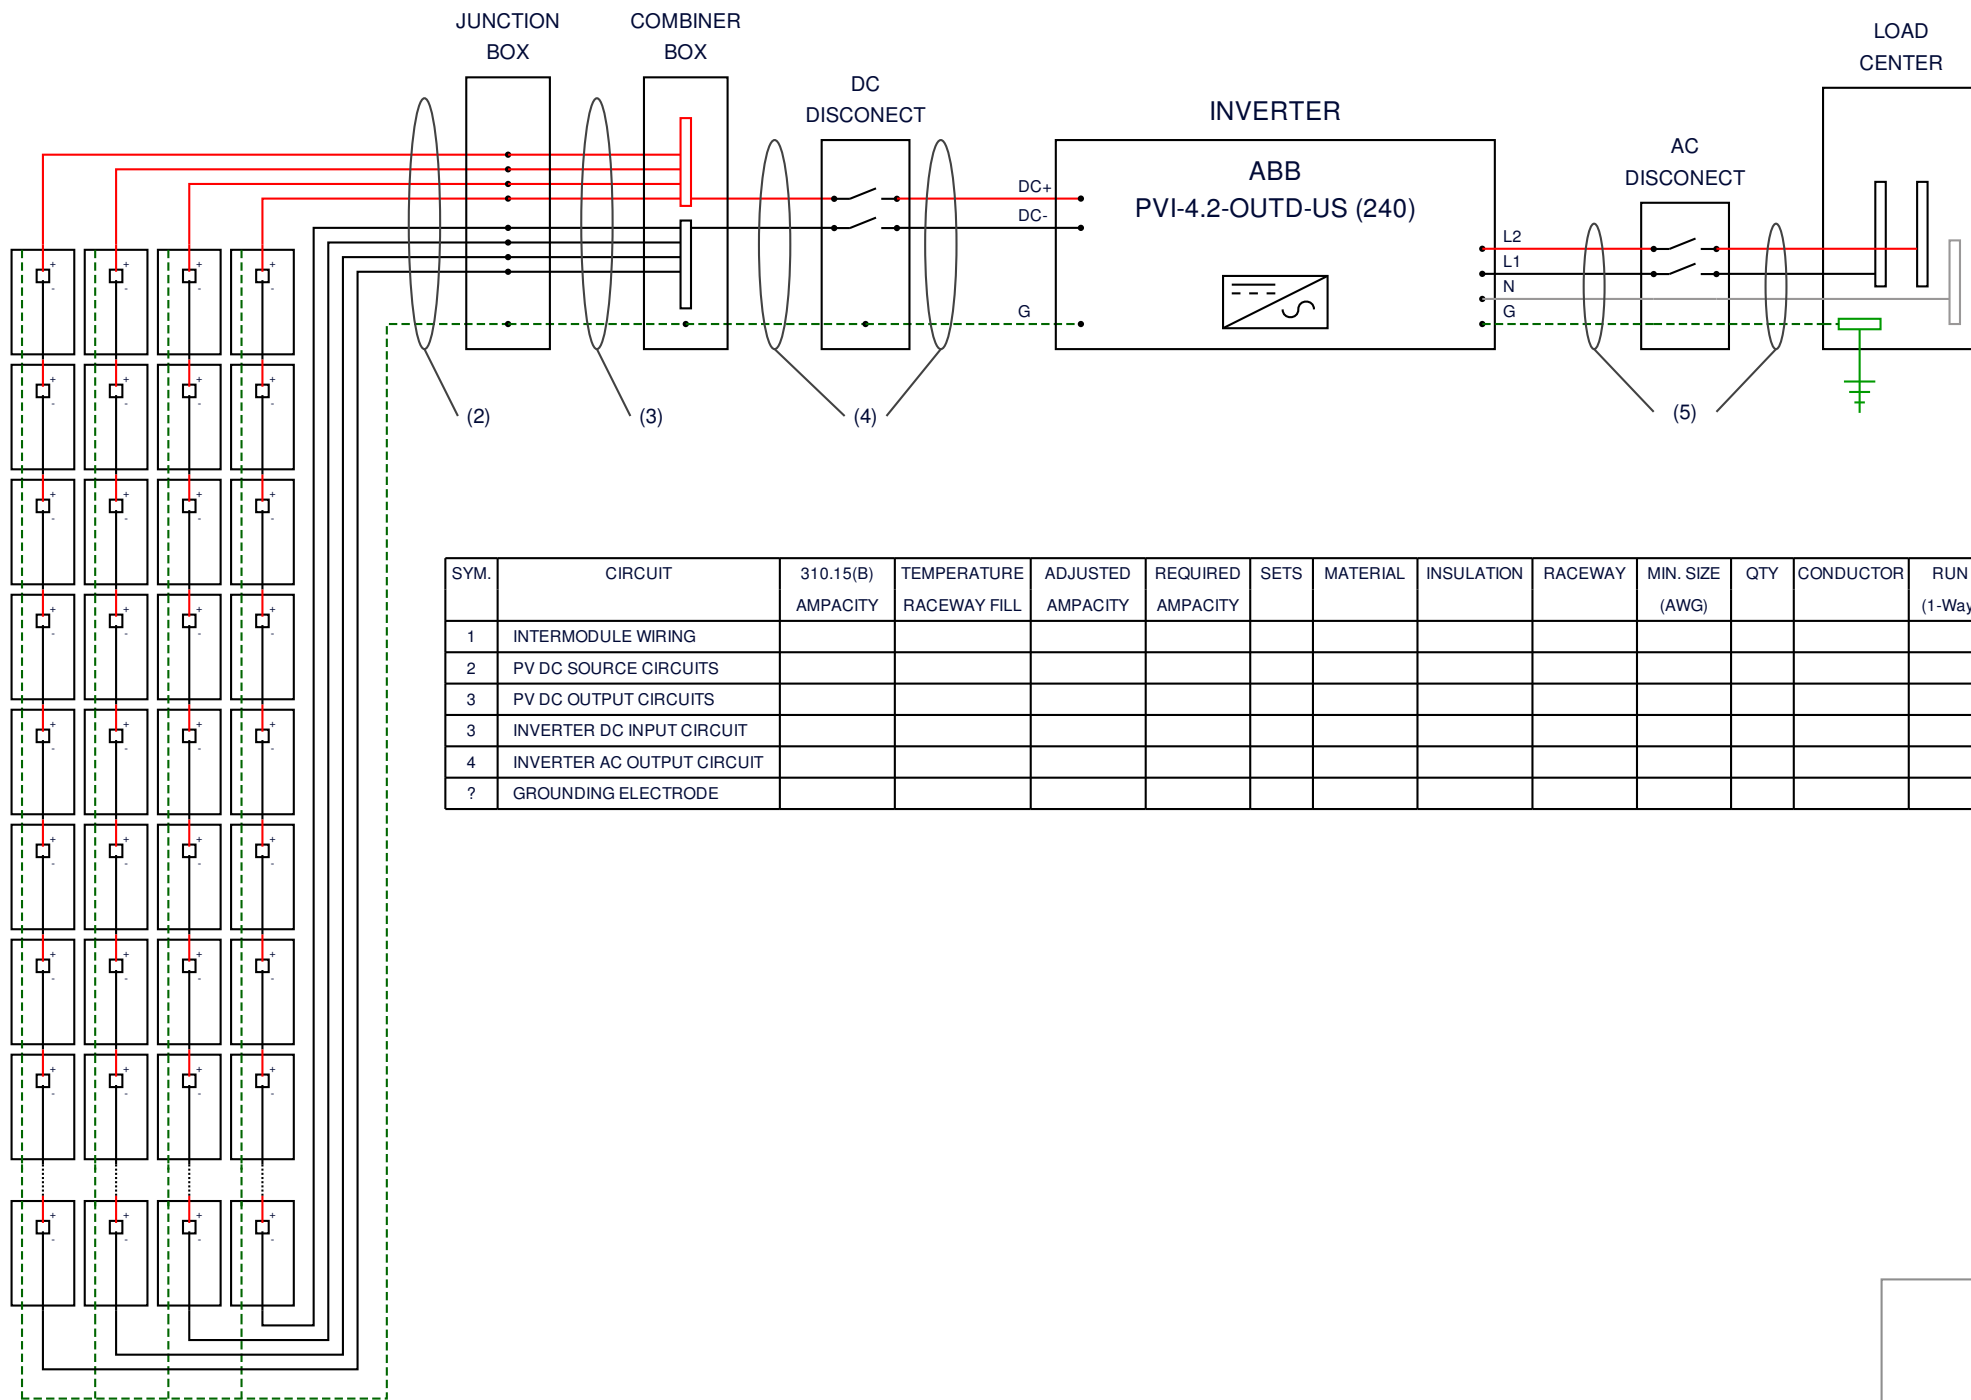 JUNCTION
BOX
COMBINER
BOX
DC
DISCONECT
INVERTER
ABB
PVI-4.2-OUTD-US (240)
AC
DISCONECT
LOAD
CENTER
DC+
DC-
G
L2
L1
N
G
(2)
(3)
(4)
(5)
+ + + +
- - - -
+ + + +
- - - -
+ + + +
- - - -
+ + + +
- - - -
+ + + +
- - - -
+ + + +
- - - -
+ + + +
- - - -
+ + + +
- - - -
+ + + +
- - - -
SYM. CIRCUIT 310.15(B) TEMPERATURE ADJUSTED REQUIRED SETS MATERIAL INSULATION RACEWAY MIN. SIZE QTY CONDUCTOR RUN
AMPACITY RACEWAY FILL AMPACITY AMPACITY (AWG) (1-Way
1 INTERMODULE WIRING
2 PV DC SOURCE CIRCUITS
3 PV DC OUTPUT CIRCUITS
3 INVERTER DC INPUT CIRCUIT
4 INVERTER AC OUTPUT CIRCUIT
? GROUNDING ELECTRODE